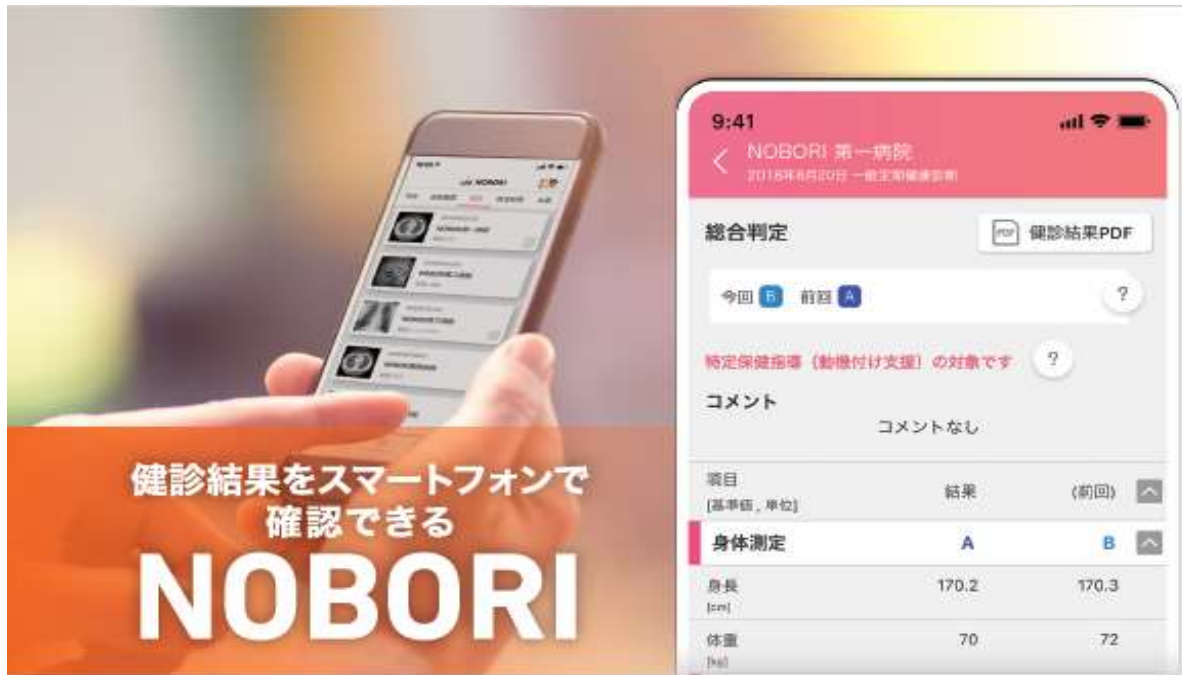 健診結果をスマートフォンで
確認できる
NOBORI
NOBORI
9:41
NOBORI 第一病院
2018年6月20日 一般定期健康診断
総合判定
PDF 健診結果PDF
今回 B 前回 A ?
特定保健指導（動機付け支援）の対象です ?
コメント
コメントなし
項目 結果 (前回)
[基準値 , 単位]
身体測定 A B
身長 170.2 170.3
[cm]
体重 70 72
[kg]